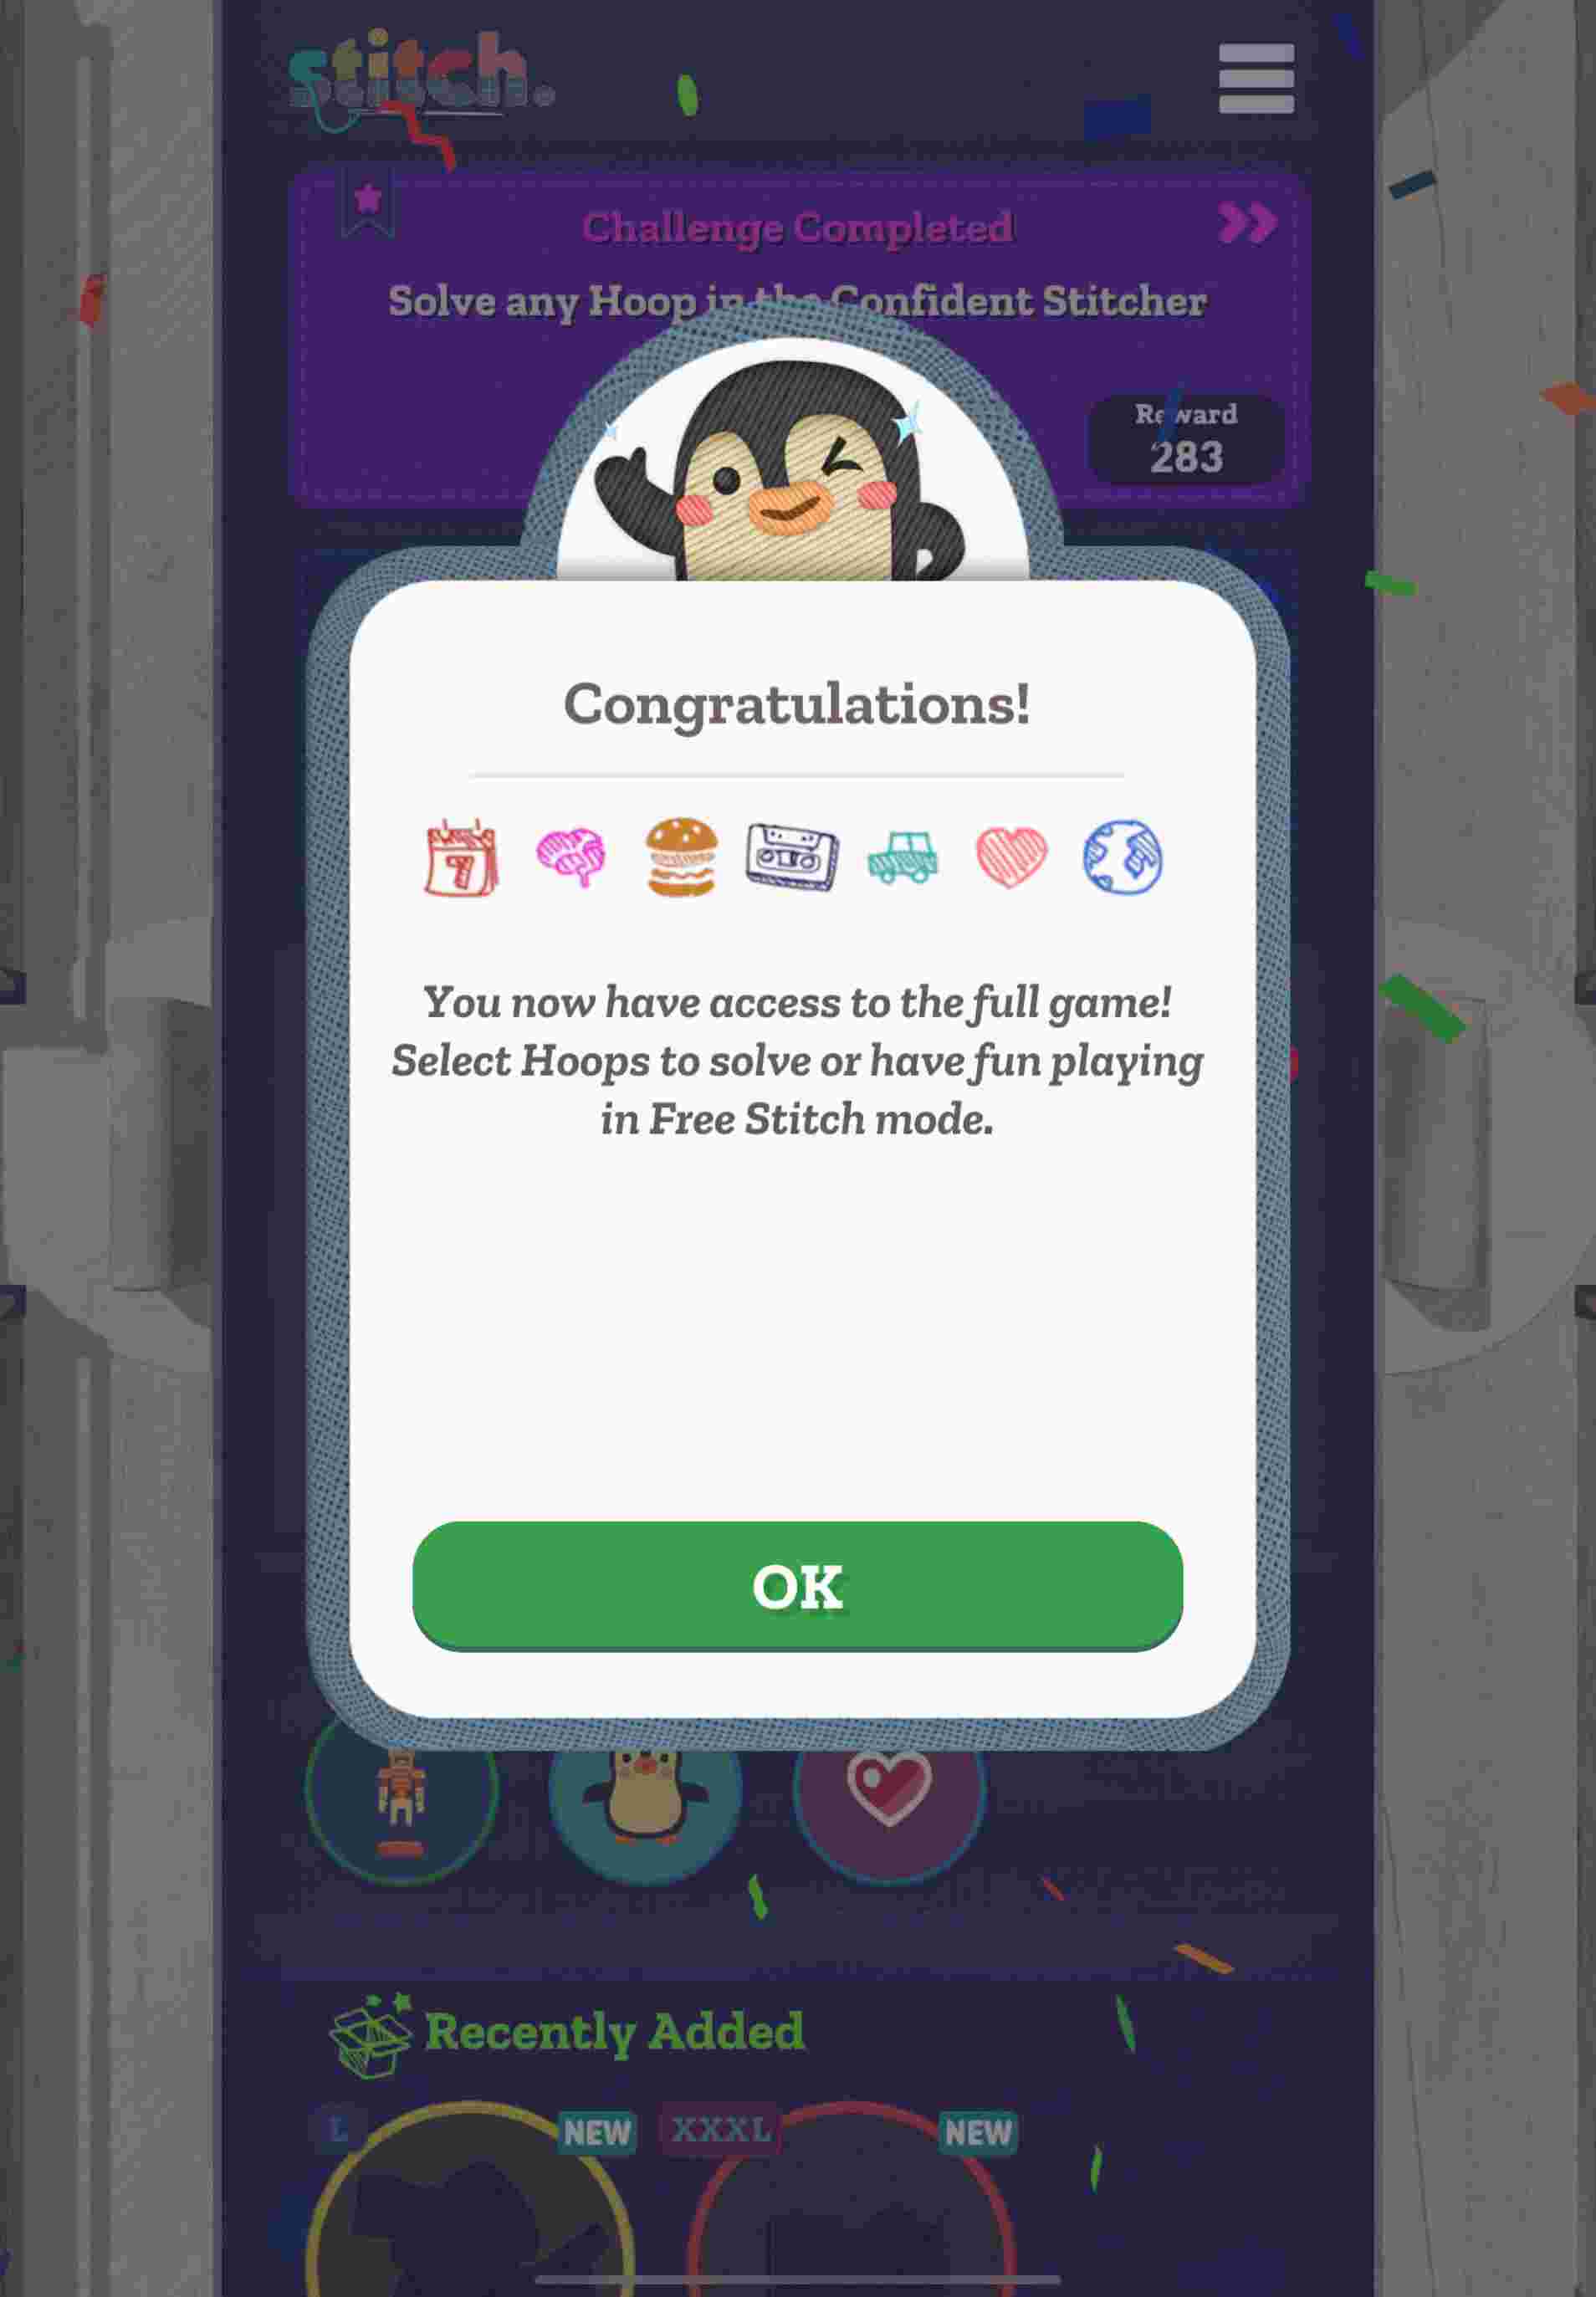 stitch.
Challenge Completed
Solve any Hoop in the Confident Stitcher
Reward
283
Congratulations!
7
You now have access to the full game!
Select Hoops to solve or have fun playing
in Free Stitch mode.
OK
Recently Added
L
NEW
XXXL
NEW